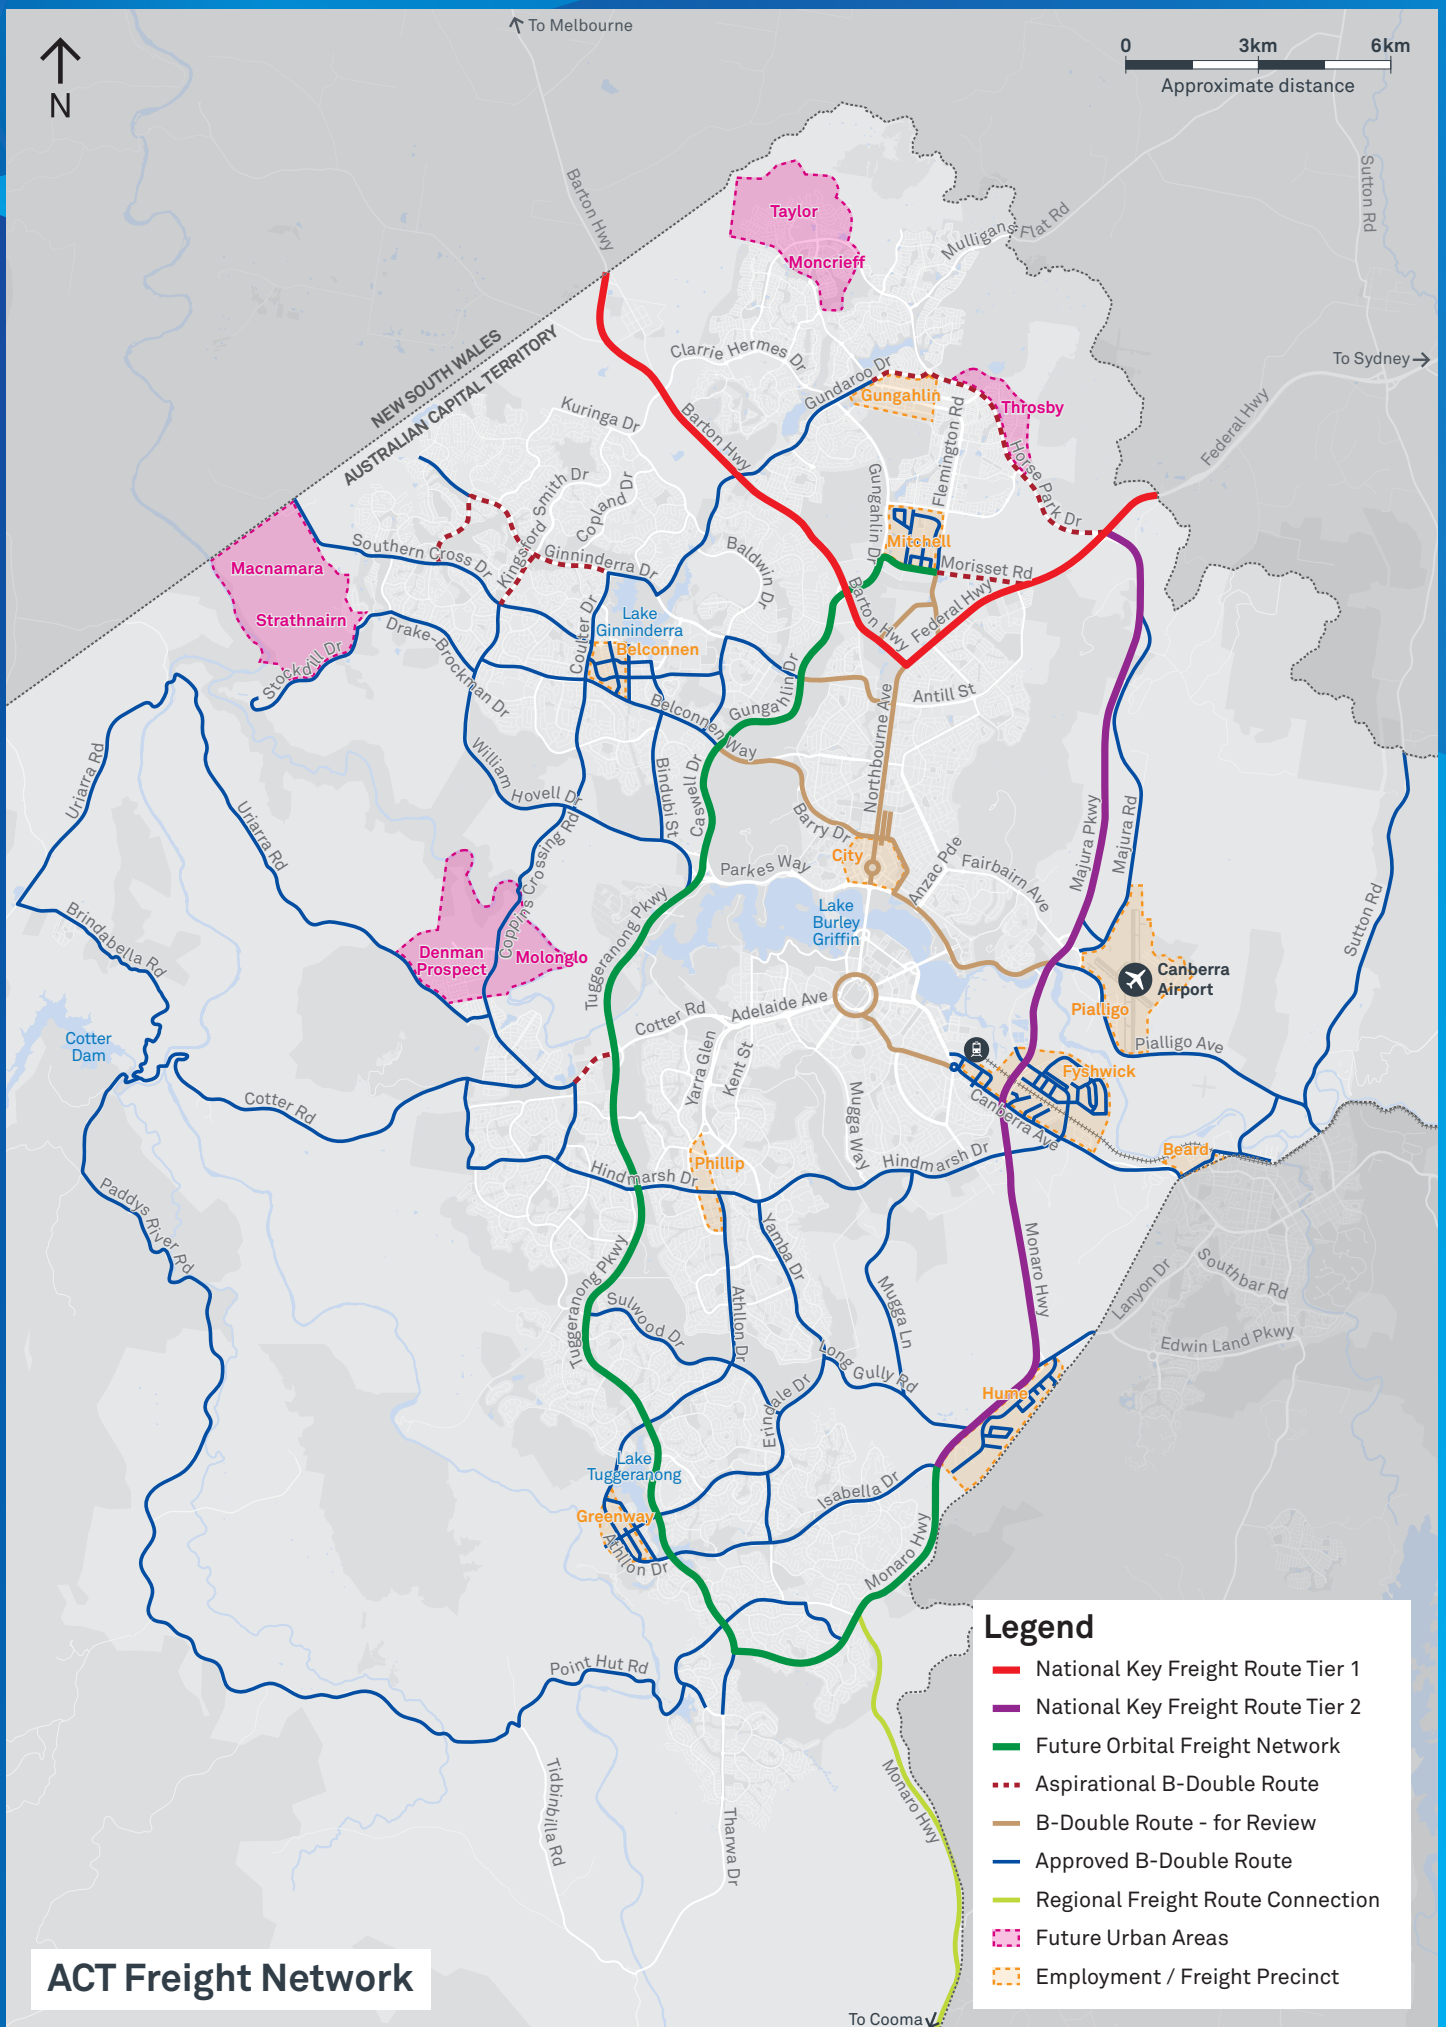 To Melbourne
N
0 3km 6km
Approximate distance
Barton Hwy
Sutton Rd
Taylor
Moncrieff
Mulligans Flat Rd
To Sydney
NEW SOUTH WALES
AUSTRALIAN CAPITAL TERRITORY
Clarrie Hermes Dr
Gundaroo Dr
Gungahlin
Throsby
Federal Hwy
Kuringa Dr
Barton Hwy
Flemington Rd
Horse Park Dr
Kingsford Smith Dr
Copland Dr
Gungahlin Dr
Mitchell
Southern Cross Dr
Ginninderra Dr
Baldwin Dr
Morisset Rd
Macnamara
Strathnairn
Stockdill Dr
Drake-Brockman Dr
Coulter Dr
Lake
Ginninderra
Belconnen
Barton Hwy
Federal Hwy
Belconnen Way
Gungahlin Dr
Antill St
Northbourne Ave
Uriarra Rd
Uriarra Rd
William Hovell Dr
Bindubi St
Caswell Dr
Barry Dr
City
Parkes Way
Anzac Pde
Fairbairn Ave
Majura Pkwy
Majura Rd
Sutton Rd
Coppins Crossing Rd
Tuggeranong Pkwy
Lake
Burley
Griffin
Brindabella Rd
Denman
Prospect
Molonglo
Canberra
Airport
Pialligo
Cotter
Dam
Cotter Rd
Adelaide Ave
Pialligo Ave
Yarra Glen
Kent St
Mugga Way
Fyshwick
Canberra Ave
Cotter Rd
Beard
Hindmarsh Dr
Phillip
Hindmarsh Dr
Paddys River Rd
Yamba Dr
Monaro Hwy
Lanyon Dr
Southbar Rd
Tuggeranong Pkwy
Sulwood Dr
Athllon Dr
Mugga Ln
Edwin Land Pkwy
Long Gully Rd
Erindale Dr
Hume
Lake
Tuggeranong
Isabella Dr
Greenway
Athllon Dr
Monaro Hwy
Point Hut Rd
Tidbinbilla Rd
Tharwa Dr
Monaro Hwy
To Cooma
Legend
National Key Freight Route Tier 1
National Key Freight Route Tier 2
Future Orbital Freight Network
Aspirational B-Double Route
B-Double Route - for Review
Approved B-Double Route
Regional Freight Route Connection
Future Urban Areas
Employment / Freight Precinct
ACT Freight Network